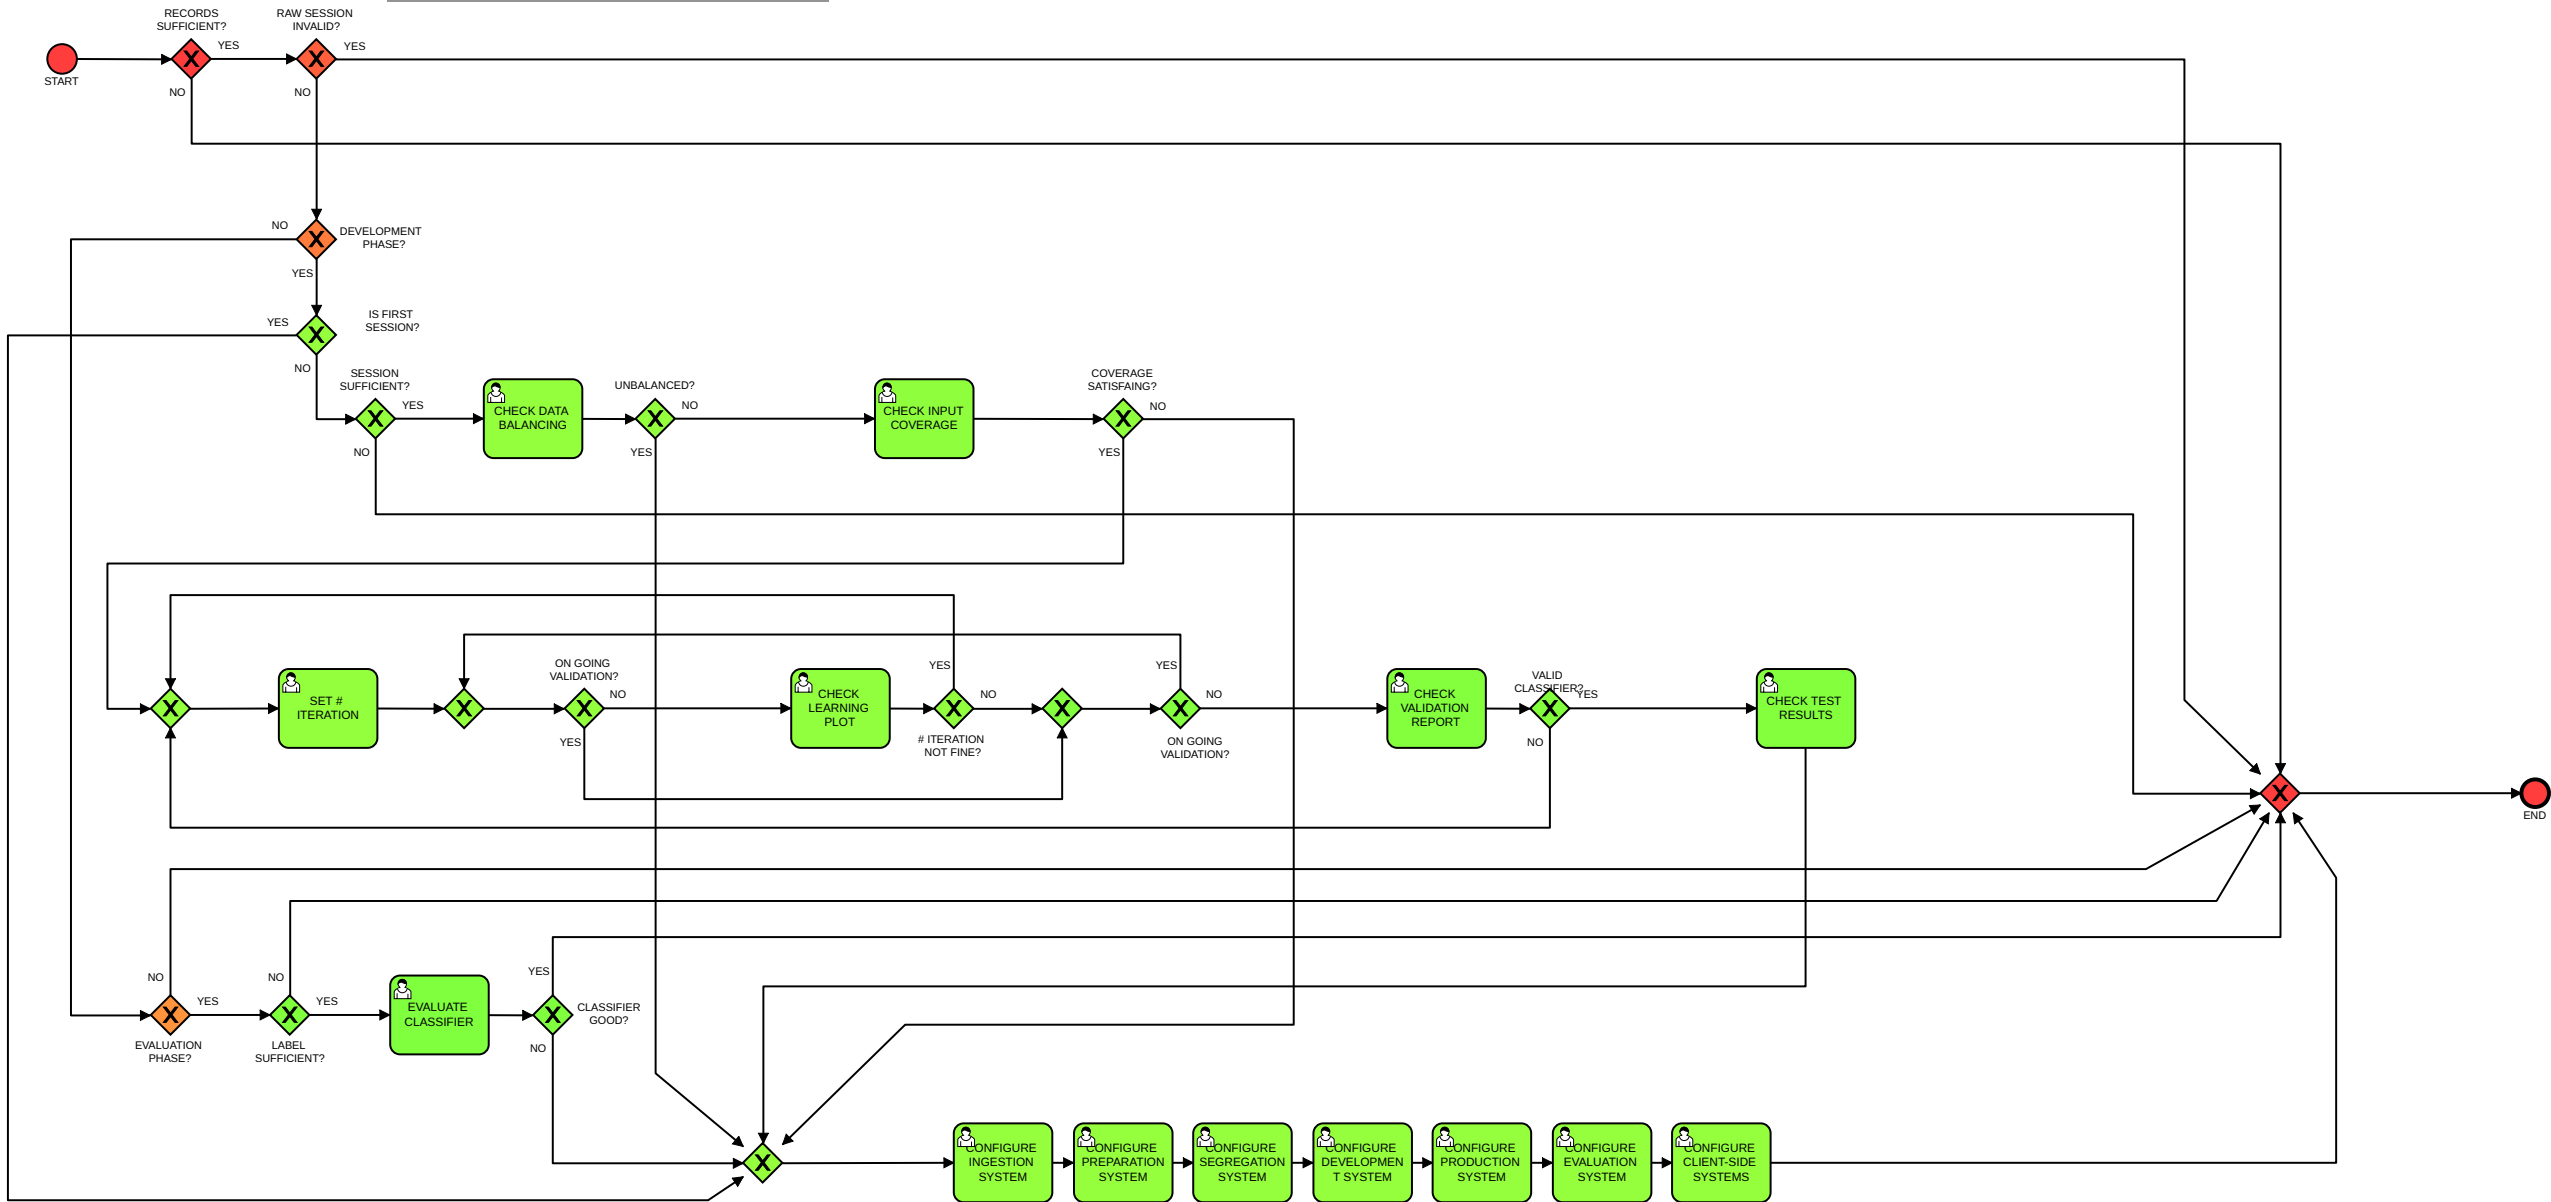 RECORDS
SUFFICIENT?
RAW SESSION
INVALID?
YES
YES
START
NO
NO
NO
DEVELOPMENT
PHASE?
YES
IS FIRST
SESSION?
YES
NO
SESSION
SUFFICIENT?
YES
NO
CHECK DATA
BALANCING
UNBALANCED?
NO
YES
CHECK INPUT
COVERAGE
COVERAGE
SATISFAING?
NO
YES
SET #
ITERATION
ON GOING
VALIDATION?
NO
YES
CHECK
LEARNING
PLOT
YES
NO
# ITERATION
NOT FINE?
YES
NO
ON GOING
VALIDATION?
CHECK
VALIDATION
REPORT
VALID
CLASSIFIER?
YES
NO
CHECK TEST
RESULTS
END
NO
YES
EVALUATION
PHASE?
NO
YES
LABEL
SUFFICIENT?
EVALUATE
CLASSIFIER
YES
CLASSIFIER
GOOD?
NO
CONFIGURE
INGESTION
SYSTEM
CONFIGURE
PREPARATION
SYSTEM
CONFIGURE
SEGREGATION
SYSTEM
CONFIGURE
DEVELOPMEN
T SYSTEM
CONFIGURE
PRODUCTION
SYSTEM
CONFIGURE
EVALUATION
SYSTEM
CONFIGURE
CLIENT-SIDE
SYSTEMS